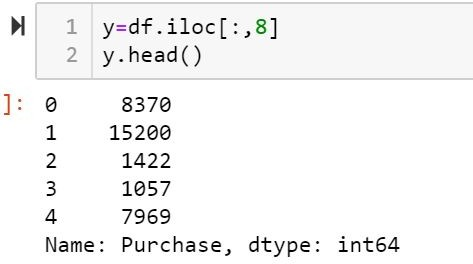 1 y=df.iloc[:,8]
2 y.head()
]: 0 8370
1 15200
2 1422
3 1057
4 7969
Name: Purchase, dtype: int64